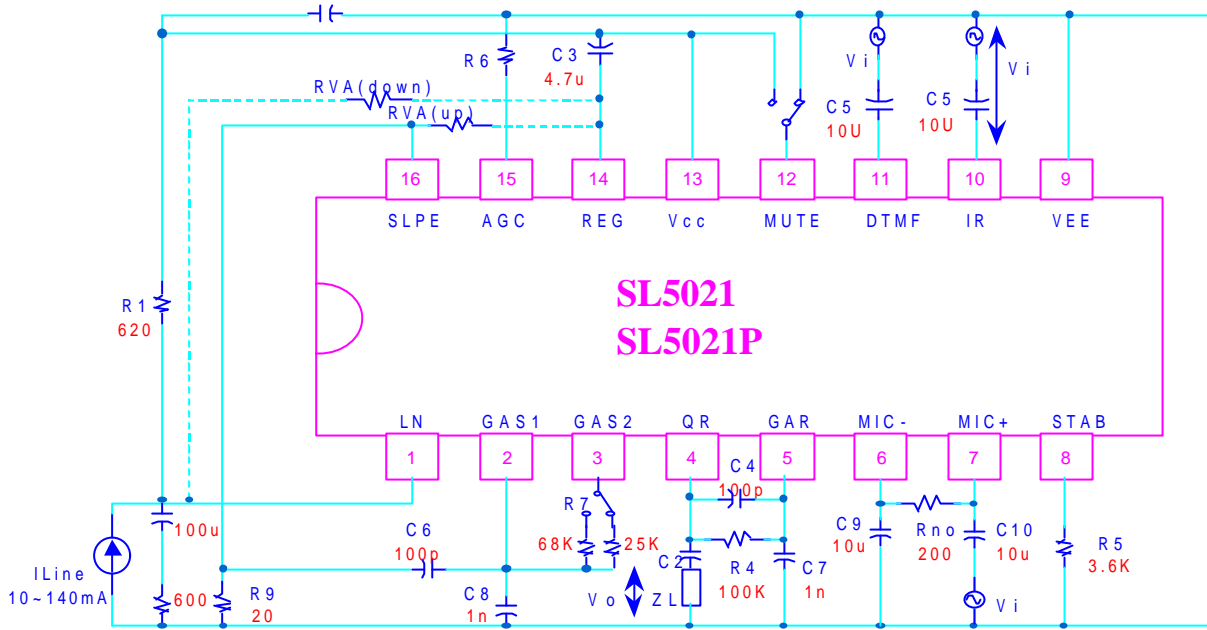 C 3
4.7u
R6
Vi
Vi
RVA(down)
RVA(up)
C5
10U
C5
10U
16
15
14
13
12
11
10
9
SLPE
AGC
REG
Vcc
MUTE
DTMF
IR
VEE
SL5021
SL5021P
R1
620
LN
GAS1
GAS2
QR
GAR
MIC-
MIC+
STAB
1
2
3
4
5
6
7
8
C4
100p
R7
100u
C6
100p
68K
25K
C2
R4
100K
C7
1n
C9
10u
Rno
200
C10
10u
R5
3.6K
ILine
10~140mA
600
R9
20
C8
1n
Vo
ZL
Vi